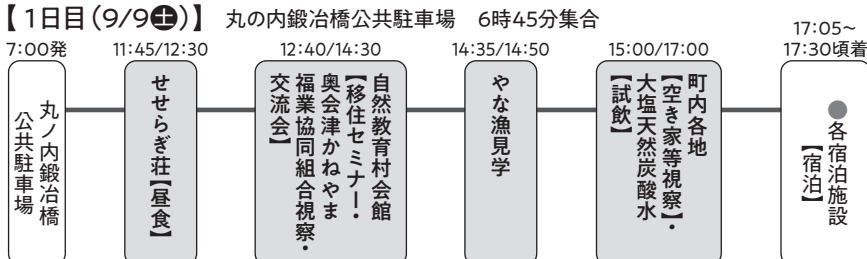 【1日目（9/9土）】 丸の内鍛冶橋公共駐車場 6時45分集合
7:00発
丸ノ内鍛冶橋
公共駐車場
11:45/12:30
せせらぎ荘【昼食】
12:40/14:30
自然教育村会館
【移住セミナー・
奥会津かねやま
福業協同組合視察・
交流会】
14:35/14:50
やな漁見学
15:00/17:00
町内各地
【空き家等視察】・
大塩天然炭酸水
【試飲】
17:05～
17:30頃着
●各宿泊施設
【宿泊】